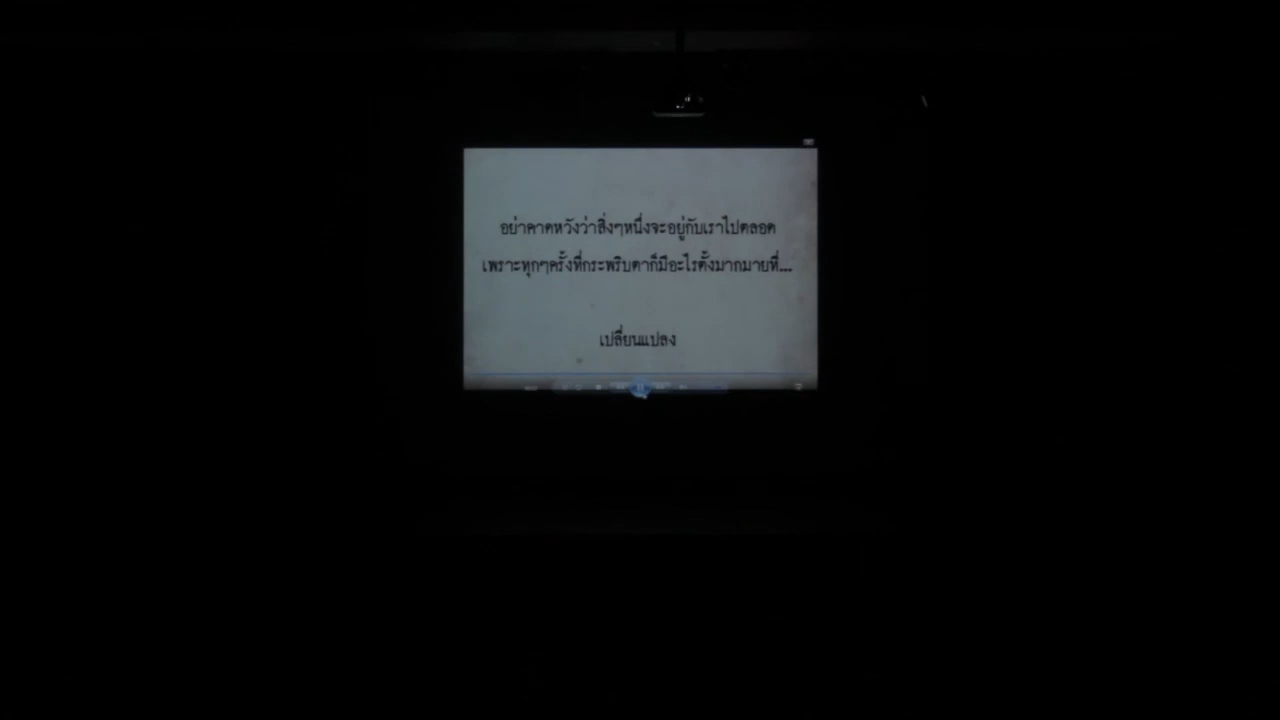 อย่าคาดหวังว่าสิ่งๆหนึ่งจะอยู่กับเราไปตลอด
เพราะทุกๆครั้งที่กระพริบตาก็มีอะไรตั้งมากมายที่...
เปลี่ยนแปลง